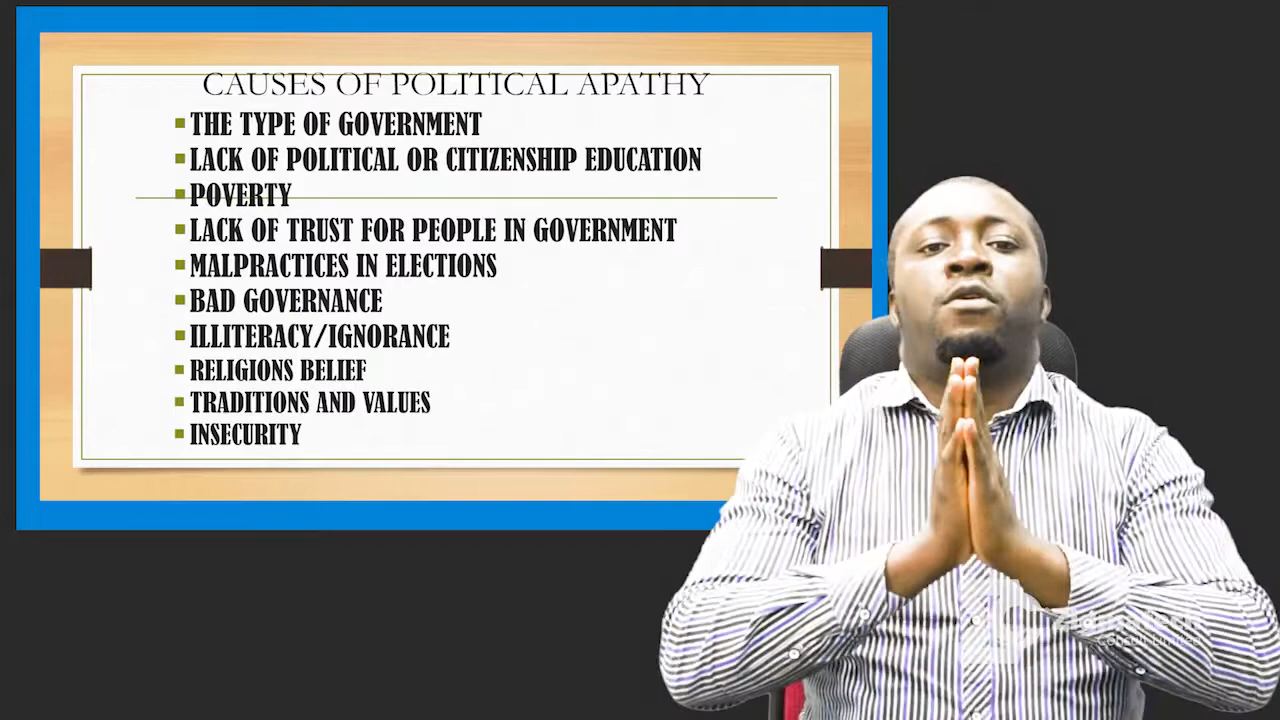 CAUSES OF POLITICAL APATHY
THE TYPE OF GOVERNMENT
LACK OF POLITICAL OR CITIZENSHIP EDUCATION
POVERTY
LACK OF TRUST FOR PEOPLE IN GOVERNMENT
MALPRACTICES IN ELECTIONS
BAD GOVERNANCE
ILLITERACY/IGNORANCE
RELIGIONS BELIEF
TRADITIONS AND VALUES
INSECURITY